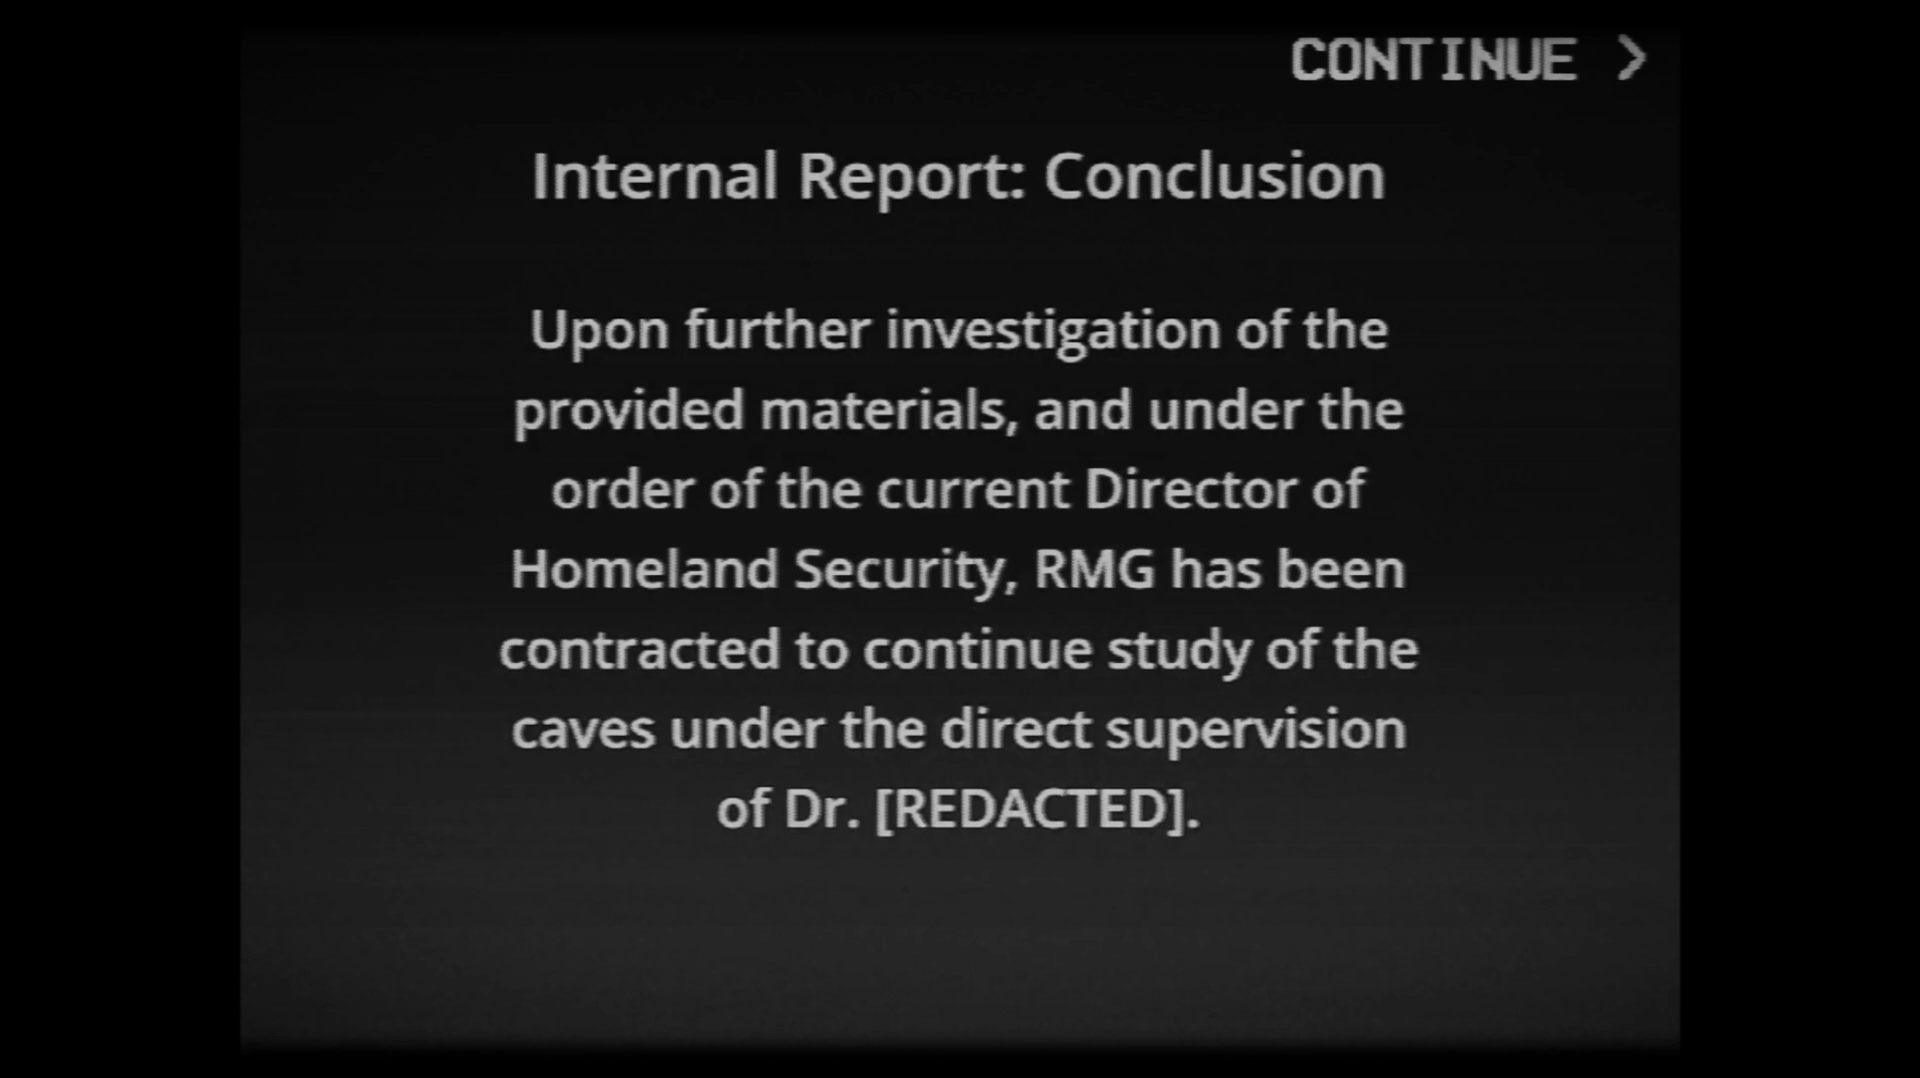 CONTINUE >
Internal Report: Conclusion
Upon further investigation of the
provided materials, and under the
order of the current Director of
Homeland Security, RMG has been
contracted to continue study of the
caves under the direct supervision
of Dr. [REDACTED].